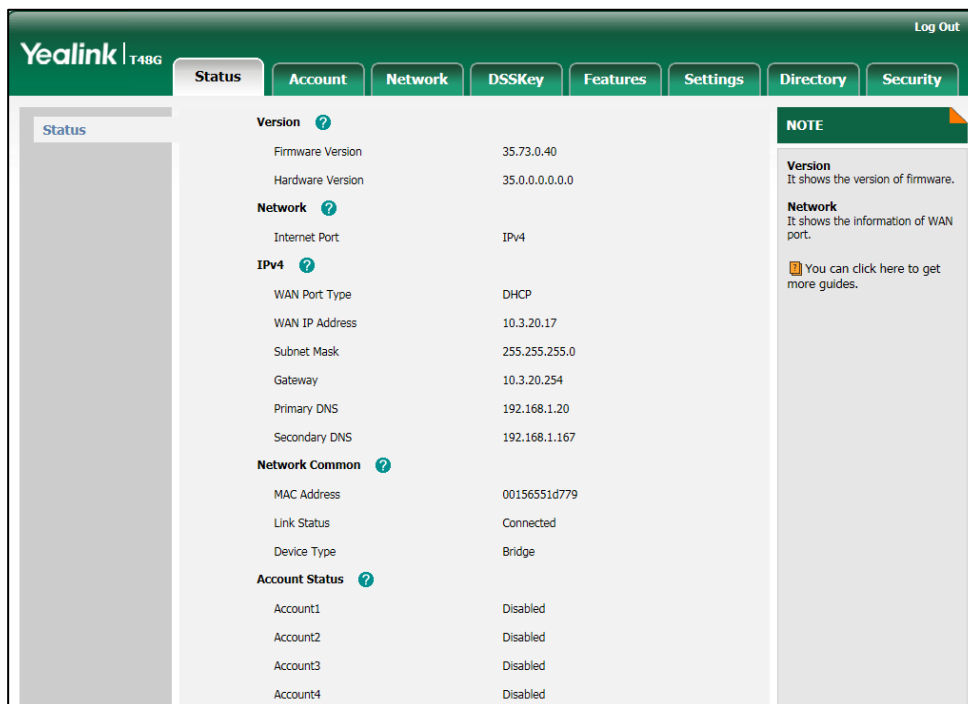 Log Out
Yealink T48G
Status Account Network DSSKey Features Settings Directory Security
Status
Version ?
Firmware Version 35.73.0.40
Hardware Version 35.0.0.0.0.0.0
Network ?
Internet Port IPv4
IPv4 ?
WAN Port Type DHCP
WAN IP Address 10.3.20.17
Subnet Mask 255.255.255.0
Gateway 10.3.20.254
Primary DNS 192.168.1.20
Secondary DNS 192.168.1.167
Network Common ?
MAC Address 00156551d779
Link Status Connected
Device Type Bridge
Account Status ?
Account1 Disabled
Account2 Disabled
Account3 Disabled
Account4 Disabled
NOTE
Version
It shows the version of firmware.
Network
It shows the information of WAN
port.
? You can click here to get
more guides.